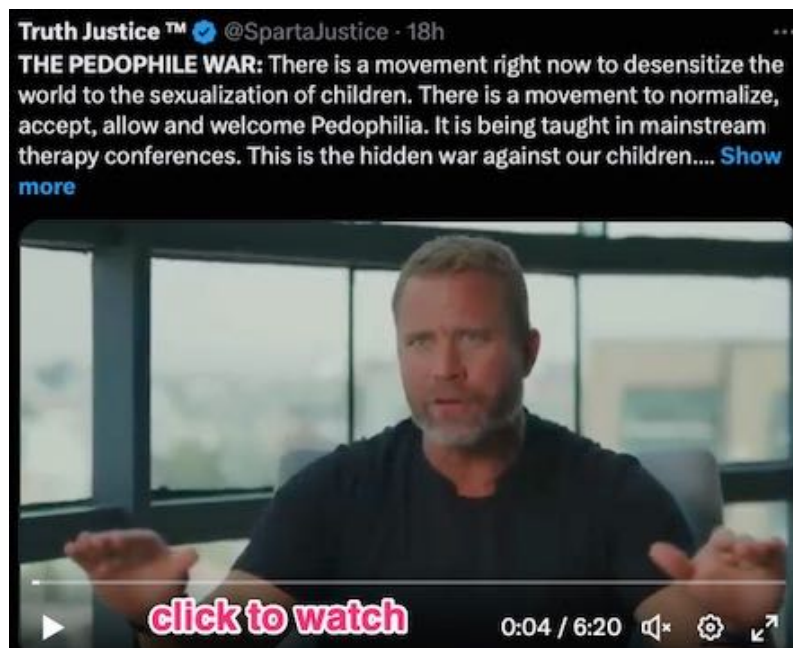 Truth Justice ™ @SpartaJustice · 18h
THE PEDOPHILE WAR: There is a movement right now to desensitize the
world to the sexualization of children. There is a movement to normalize,
accept, allow and welcome Pedophilia. It is being taught in mainstream
therapy conferences. This is the hidden war against our children.... Show
more
click to watch
0:04 / 6:20